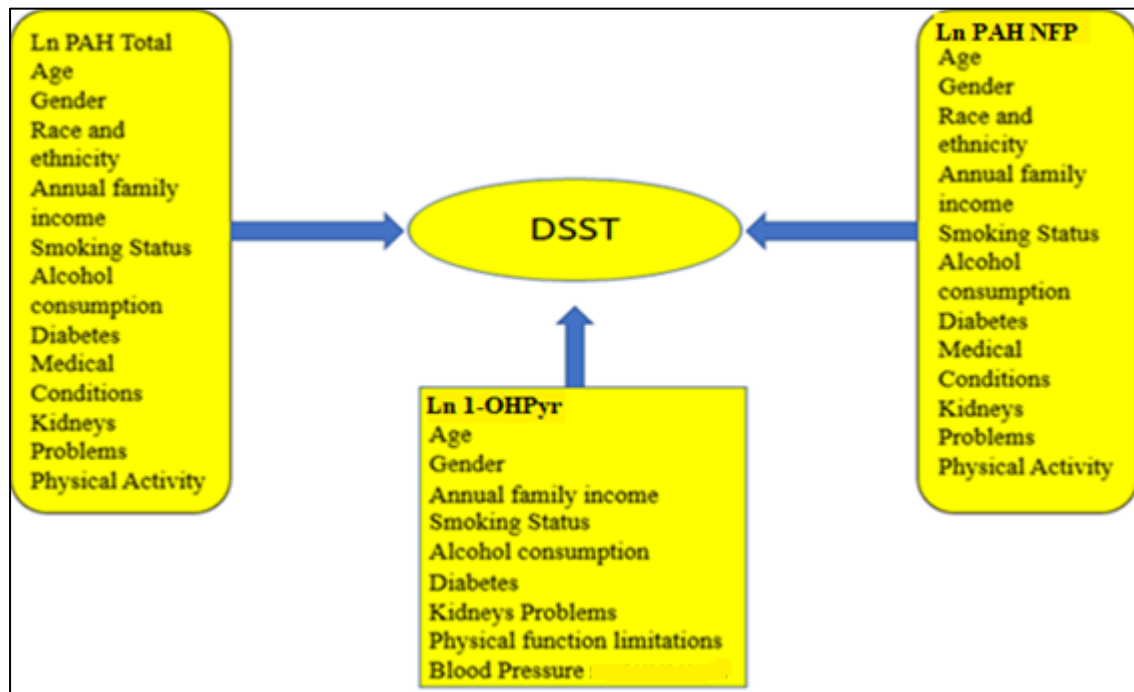 Ln PAH Total
Age
Gender
Race and
ethnicity
Annual family
income
Smoking Status
Alcohol
consumption
Diabetes
Medical
Conditions
Kidneys
Problems
Physical Activity
DSST
Ln 1-OHPyr
Age
Gender
Annual family income
Smoking Status
Alcohol consumption
Diabetes
Kidneys Problems
Physical function limitations
Blood Pressure
Ln PAH NFP
Age
Gender
Race and
ethnicity
Annual family
income
Smoking Status
Alcohol
consumption
Diabetes
Medical
Conditions
Kidneys
Problems
Physical Activity